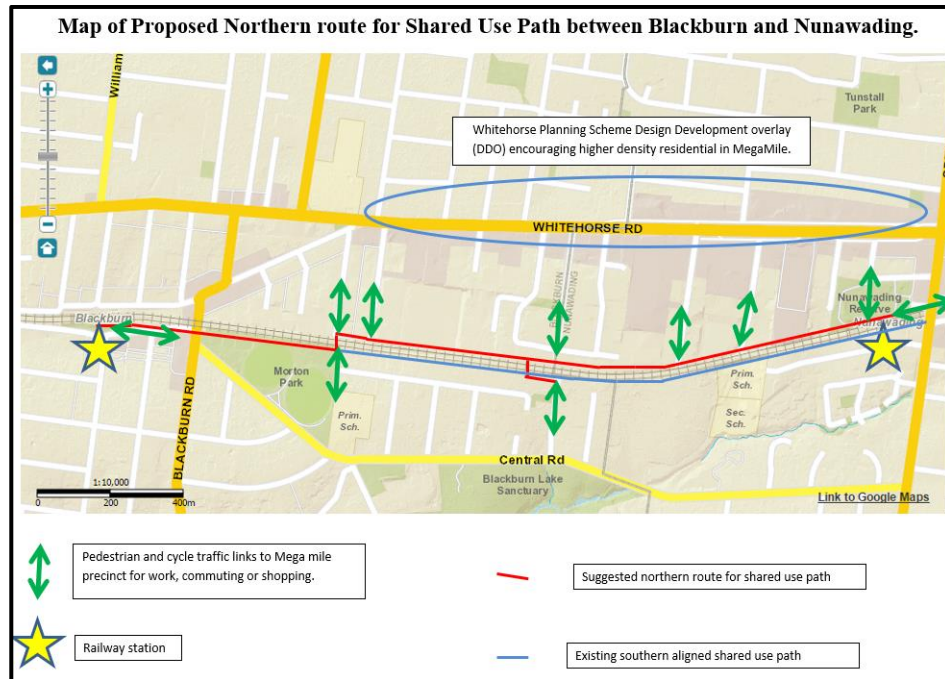 Map of Proposed Northern route for Shared Use Path between Blackburn and Nunawading.
William
Tunstall
Park
Whitehorse Planning Scheme Design Development overlay
(DDO) encouraging higher density residential in MegaMile.
WHITEHORSE RD
BLACKBURN
NUNAWADING
Blackburn
Nunawading
Reserve
Nunawading
Morton
Park
Prim.
Sch.
Prim.
Sch.
Sec.
Sch.
BLACKBURN RD
Central Rd
Blackburn Lake
Sanctuary
1:10,000
0 200 400m
Link to Google Maps
Pedestrian and cycle traffic links to Mega mile
precinct for work, commuting or shopping.
Suggested northern route for shared use path
Railway station
Existing southern aligned shared use path